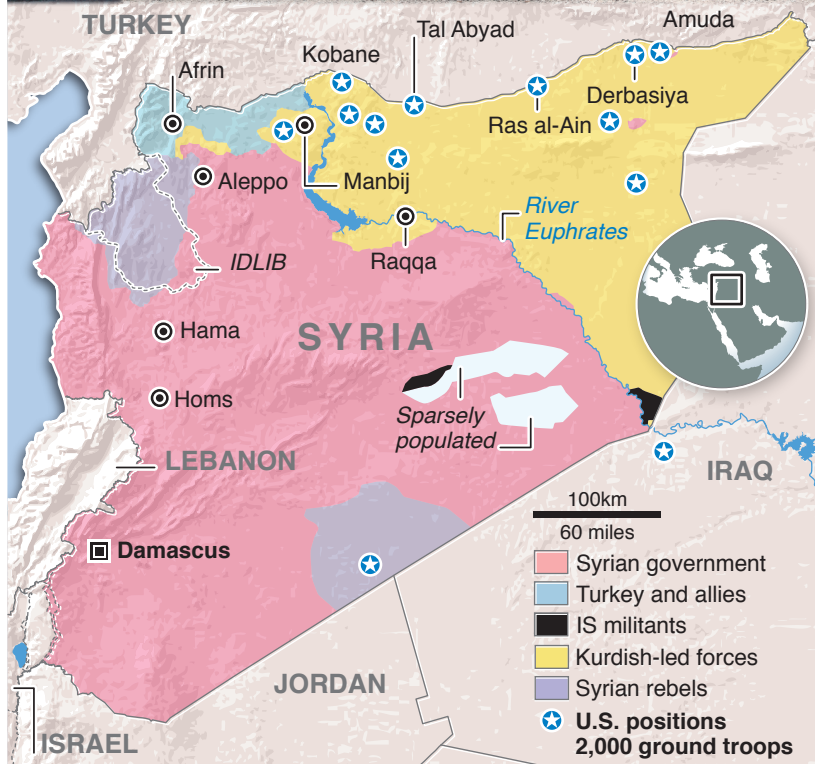 TURKEY
Afrin
Kobane
Tal Abyad
Amuda
Derbasiya
Ras al-Ain
Aleppo
Manbij
River
Euphrates
IDLIB
Raqqa
Hama
SYRIA
Homs
Sparsely
populated
LEBANON
IRAQ
Damascus
JORDAN
ISRAEL
100km
60 miles
Syrian government
Turkey and allies
IS militants
Kurdish-led forces
Syrian rebels
U.S. positions
2,000 ground troops